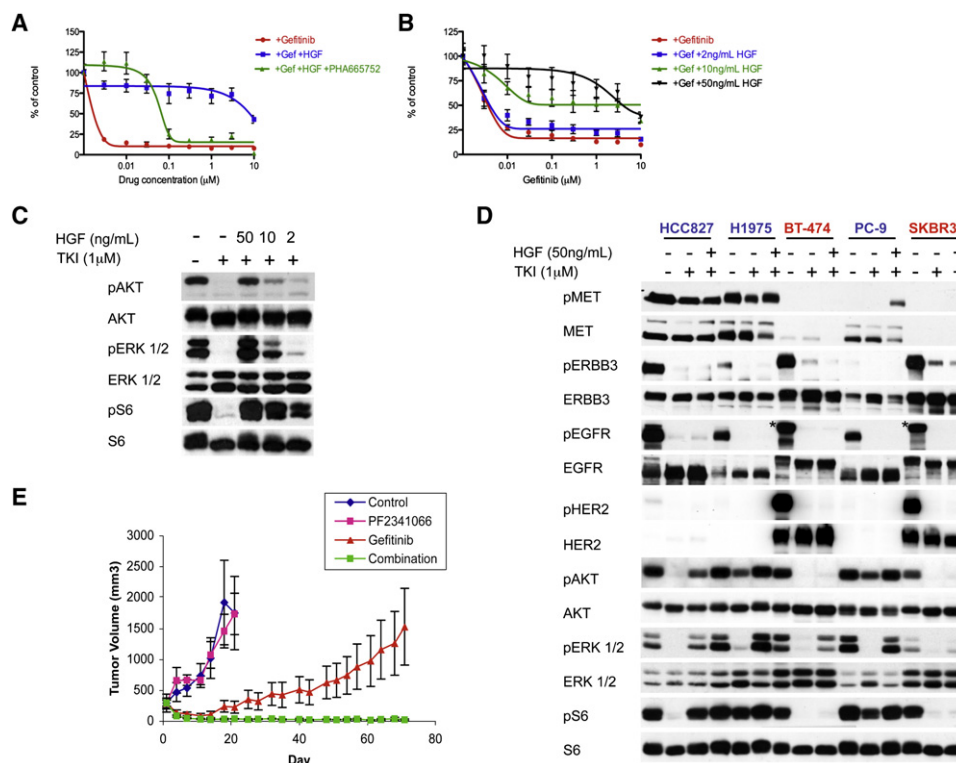 A
+Gefitinib
+Gef +HGF
+Gef +HGF +PHA665752
% of control
125
100
75
50
25
0
0.01 0.1 1 10
Drug concentration (μM)
B
+Gefitinib
+Gef +2ng/mL HGF
+Gef +10ng/mL HGF
+Gef +50ng/mL HGF
% of control
125
100
75
50
25
0
0.01 0.1 1 10
Gefitinib (μM)
C
HGF (ng/mL) - - 50 10 2
TKI (1μM) - + + + +
pAKT
AKT
pERK 1/2
ERK 1/2
pS6
S6
D
HCC827 H1975 BT-474 PC-9 SKBR3
HGF (50ng/mL) - - + - - + - - + - - + - -
TKI (1μM) - + + - + + - + + - + + - +
pMET
MET
pERBB3
ERBB3
pEGFR * *
EGFR
pHER2
HER2
pAKT
AKT
pERK 1/2
ERK 1/2
pS6
S6
E
Control
PF2341066
Gefitinib
Combination
Tumor Volume (mm3)
3000
2500
2000
1500
1000
500
0
0 20 40 60 80
Day